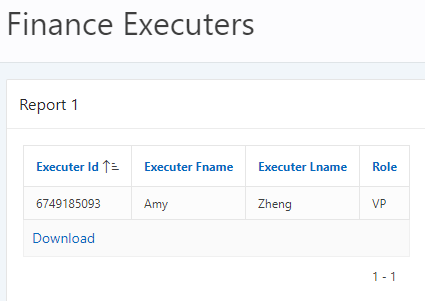 Finance Executers
Report 1
Executer Id Executer Fname Executer Lname Role
6749185093 Amy Zheng VP
Download
1 - 1